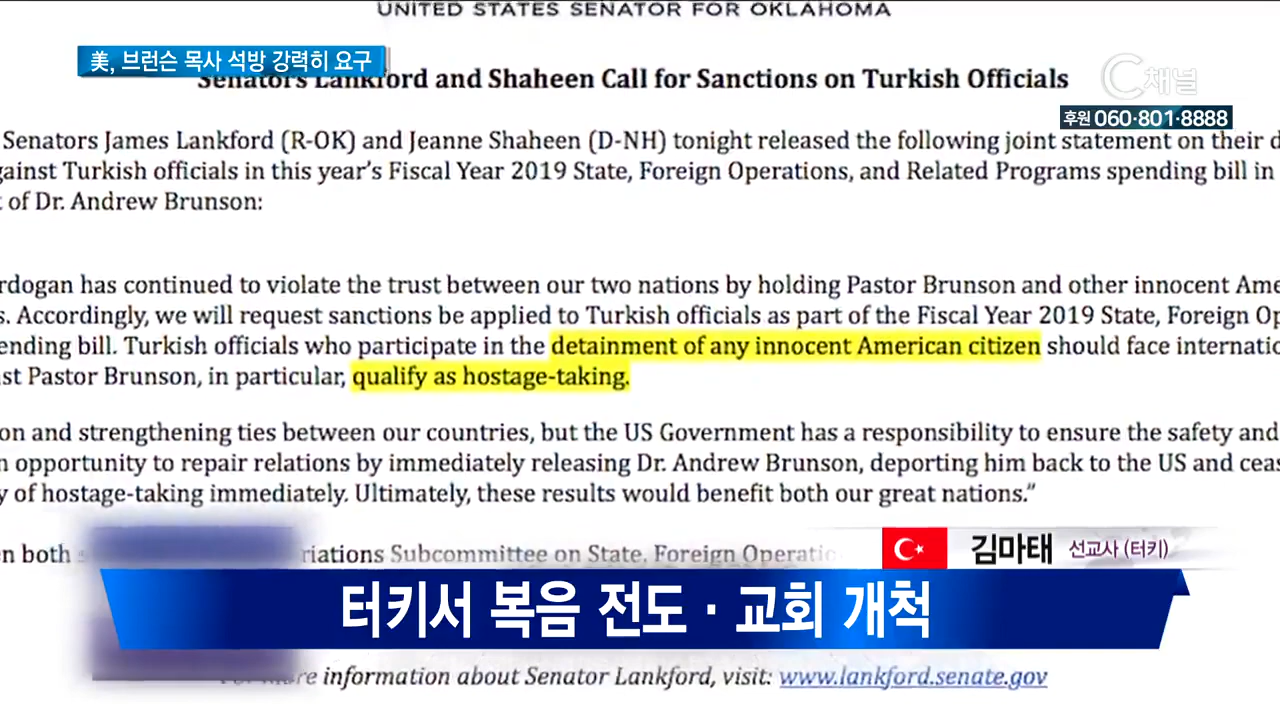 UNITED STATES SENATOR FOR OKLAHOMA
美, 브런슨 목사 석방 강력히 요구
Senators Lankford and Shaheen Call for Sanctions on Turkish Officials
C채널
후원 060·801·8888
Senators James Lankford (R-OK) and Jeanne Shaheen (D-NH) tonight released the following joint statement on their d
gainst Turkish officials in this year's Fiscal Year 2019 State, Foreign Operations, and Related Programs spending bill in
t of Dr. Andrew Brunson:
rdogan has continued to violate the trust between our two nations by holding Pastor Brunson and other innocent Ame
s. Accordingly, we will request sanctions be applied to Turkish officials as part of the Fiscal Year 2019 State, Foreign Op
ending bill. Turkish officials who participate in the detainment of any innocent American citizen should face internatio
st Pastor Brunson, in particular, qualify as hostage-taking.
on and strengthening ties between our countries, but the US Government has a responsibility to ensure the safety and
n opportunity to repair relations by immediately releasing Dr. Andrew Brunson, deporting him back to the US and ceas
y of hostage-taking immediately. Ultimately, these results would benefit both our great nations."
en both riations Subcommittee on State, Foreign Operatio
김마태 선교사 (터키)
터키서 복음 전도 · 교회 개척
re information about Senator Lankford, visit: www.lankford.senate.gov